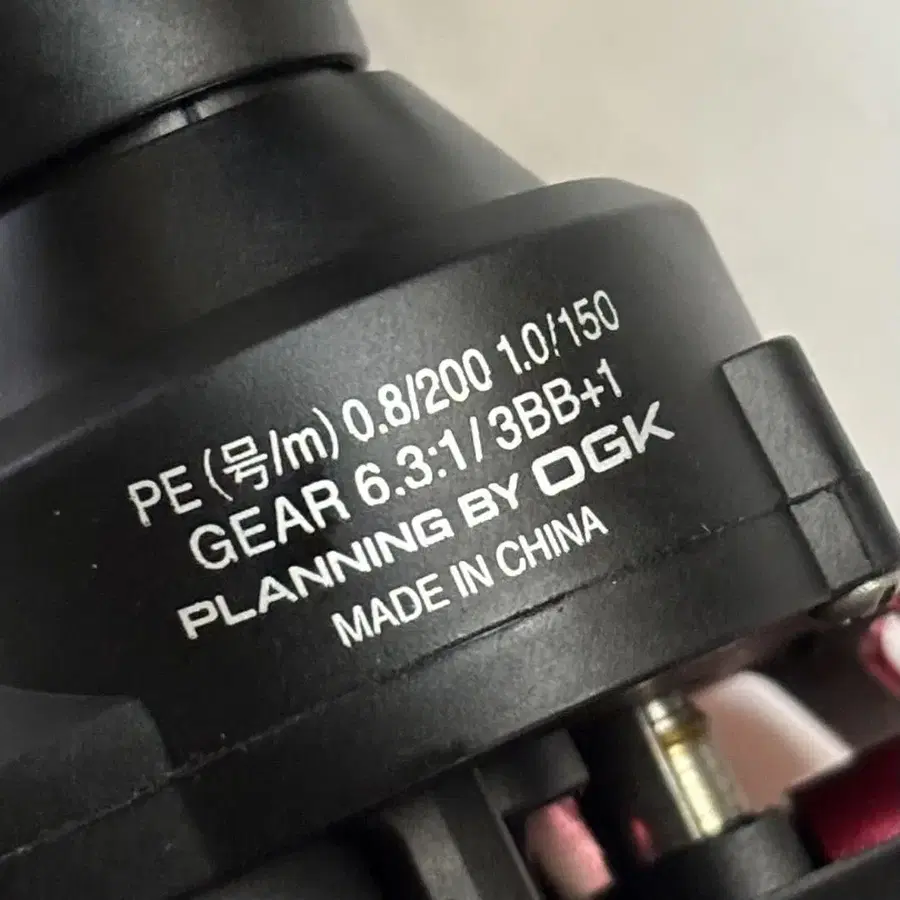 PE(号/m) 0.8/200 1.0/150
GEAR 6.3:1/3BB+1
PLANNING BY OGK
MADE IN CHINA